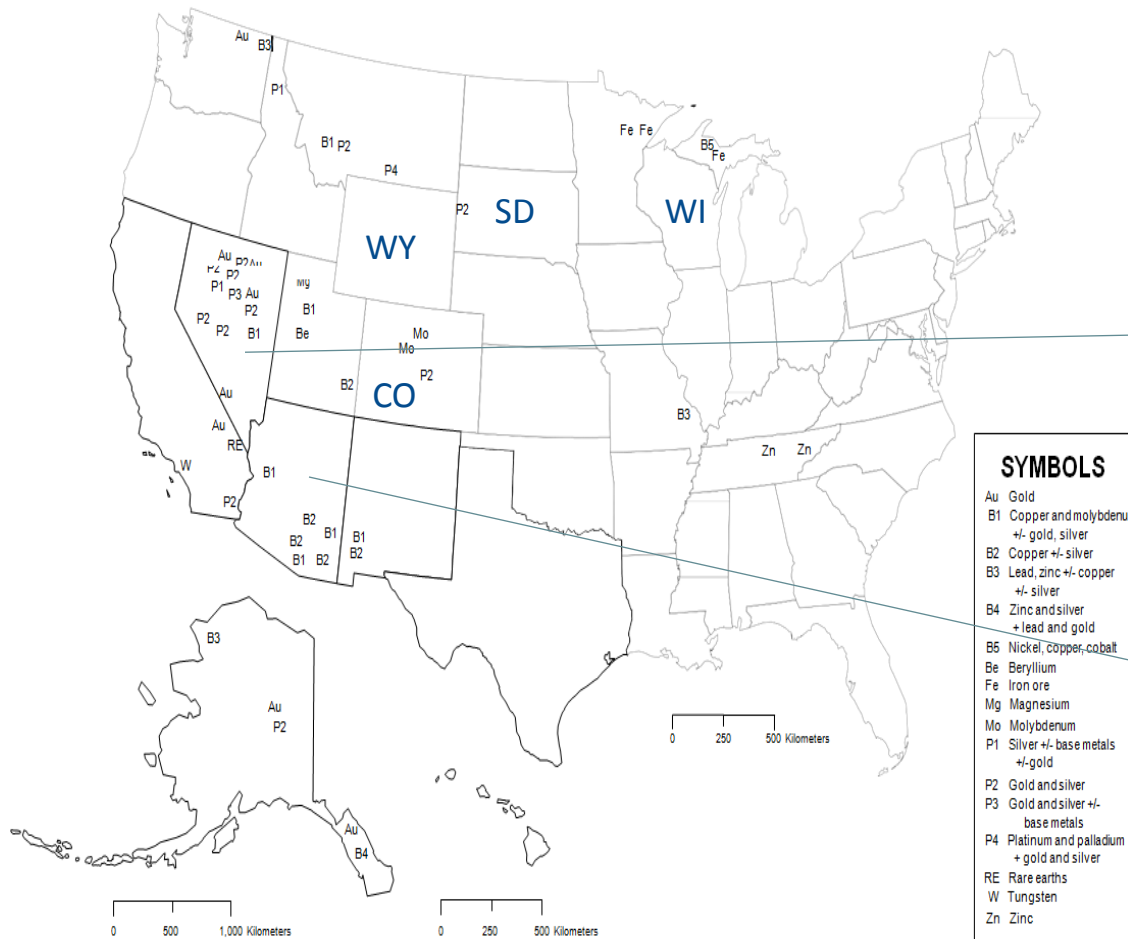 Au
B3
P1
B1 P2
P4
Fe Fe
B5
Fe
P2
SD
WI
WY
Au
P2 Au
P2
P2
P1
P3 Au
P2
P2
P2
B1
Mg
B1
Be
Mo
Mo
P2
B2
CO
Au
Au
RE
W
B1
P2
B3
Zn
Zn
B2
B1
B2
B1
B2
B1
B2
B3
Au
P2
Au
B4
0 250 500 Kilometers
0 500 1,000 Kilometers
0 250 500 Kilometers
SYMBOLS
Au Gold
B1 Copper and molybdenu
+/- gold, silver
B2 Copper +/- silver
B3 Lead, zinc +/- copper
+/- silver
B4 Zinc and silver
+ lead and gold
B5 Nickel, copper, cobalt
Be Beryllium
Fe Iron ore
Mg Magnesium
Mo Molybdenum
P1 Silver +/- base metals
+/-gold
P2 Gold and silver
P3 Gold and silver +/-
base metals
P4 Platinum and palladium
+ gold and silver
RE Rare earths
W Tungsten
Zn Zinc